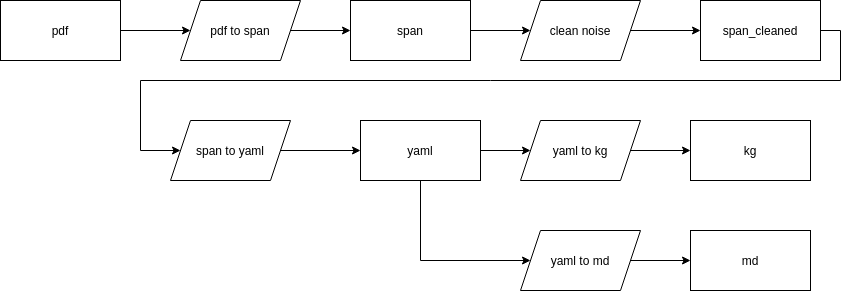 pdf
pdf to span
span
clean noise
span_cleaned
span to yaml
yaml
yaml to kg
kg
yaml to md
md